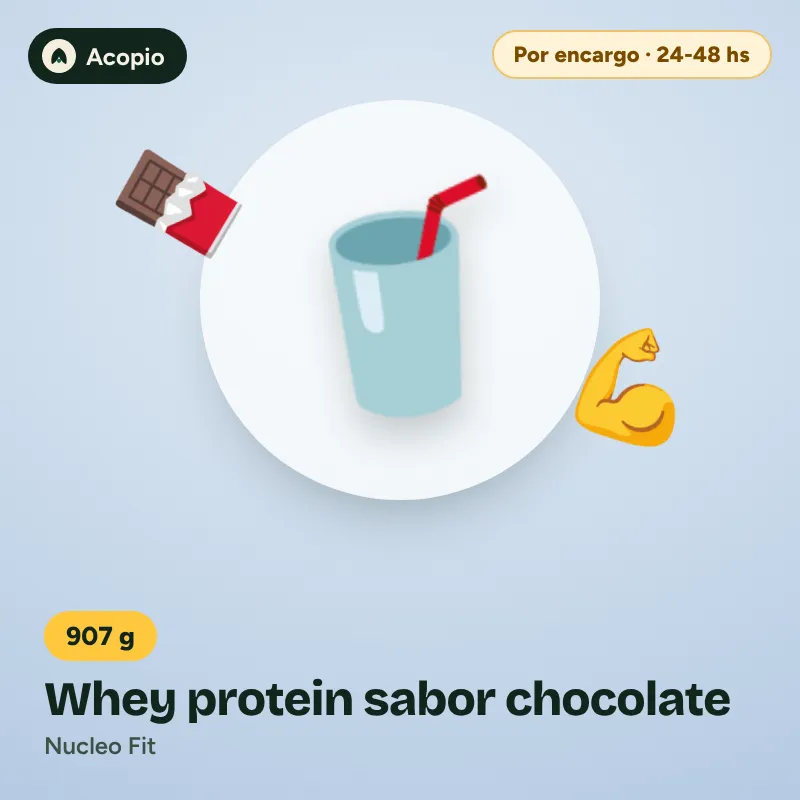 Acopio
Por encargo · 24-48 hs
907 g
Whey protein sabor chocolate
Nucleo Fit